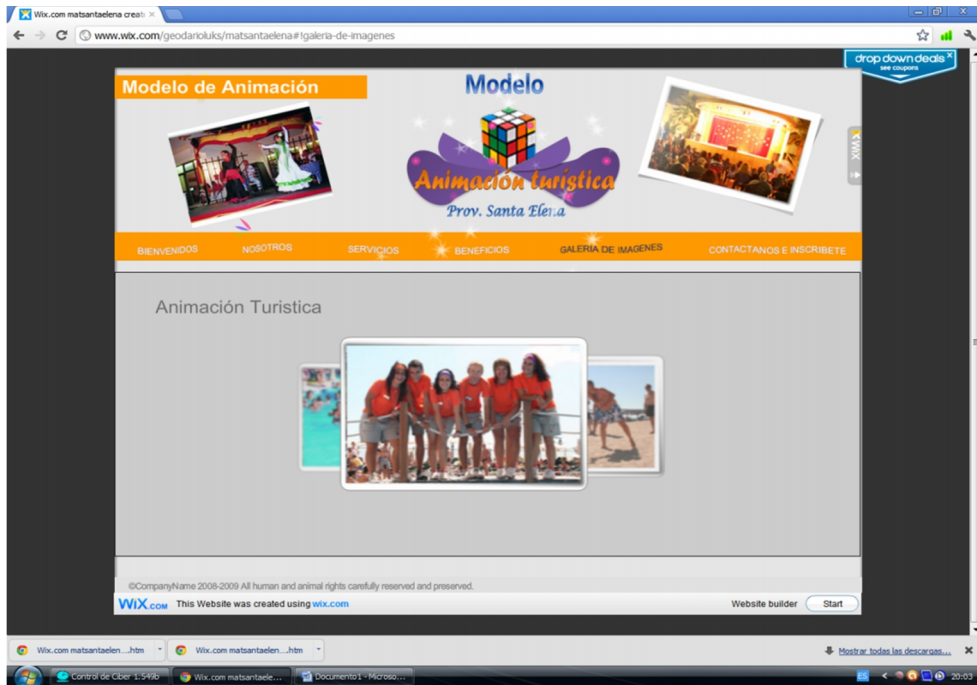 Wix.com matsantaelena creat
www.wix.com/geodarioluks/matsantaelena#!galeria-de-imagenes
drop down deals
see coupons
Modelo de Animación
Modelo
Animación turística
Prov. Santa Elena
WiX
BIENVENIDOS NOSOTROS SERVICIOS BENEFICIOS GALERIA DE IMAGENES CONTACTANOS E INSCRIBETE
Animación Turistica
©CompanyName 2008-2009 All human and animal rights carefully reserved and preserved.
WiX.com This Website was created using wix.com Website builder Start
Wix.com matsantaelen....htm Wix.com matsantaelen....htm Mostrar todas las descargas...
Control de Ciber 1.549b Wix.com matsantaele... Documento1 - Microso... ES 20:03